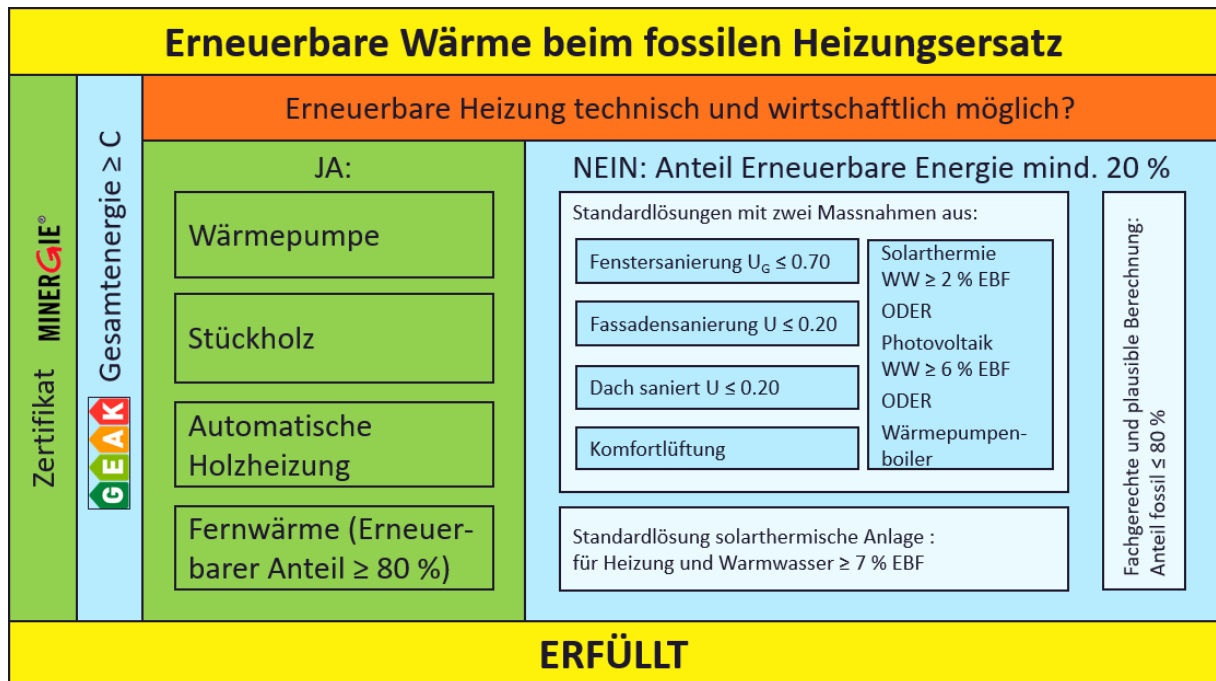 Erneuerbare Wärme beim fossilen Heizungsersatz
Zertifikat MINERGIE®
GEAK Gesamtenergie ≥ C
Erneuerbare Heizung technisch und wirtschaftlich möglich?
JA:
Wärmepumpe
Stückholz
Automatische
Holzheizung
Fernwärme (Erneuer-
barer Anteil ≥ 80 %)
NEIN: Anteil Erneuerbare Energie mind. 20 %
Standardlösungen mit zwei Massnahmen aus:
Fenstersanierung U_G ≤ 0.70
Fassadensanierung U ≤ 0.20
Dach saniert U ≤ 0.20
Komfortlüftung
Solarthermie
WW ≥ 2 % EBF
ODER
Photovoltaik
WW ≥ 6 % EBF
ODER
Wärmepumpen-
boiler
Standardlösung solarthermische Anlage :
für Heizung und Warmwasser ≥ 7 % EBF
Fachgerechte und plausible Berechnung:
Anteil fossil ≤ 80 %
ERFÜLLT